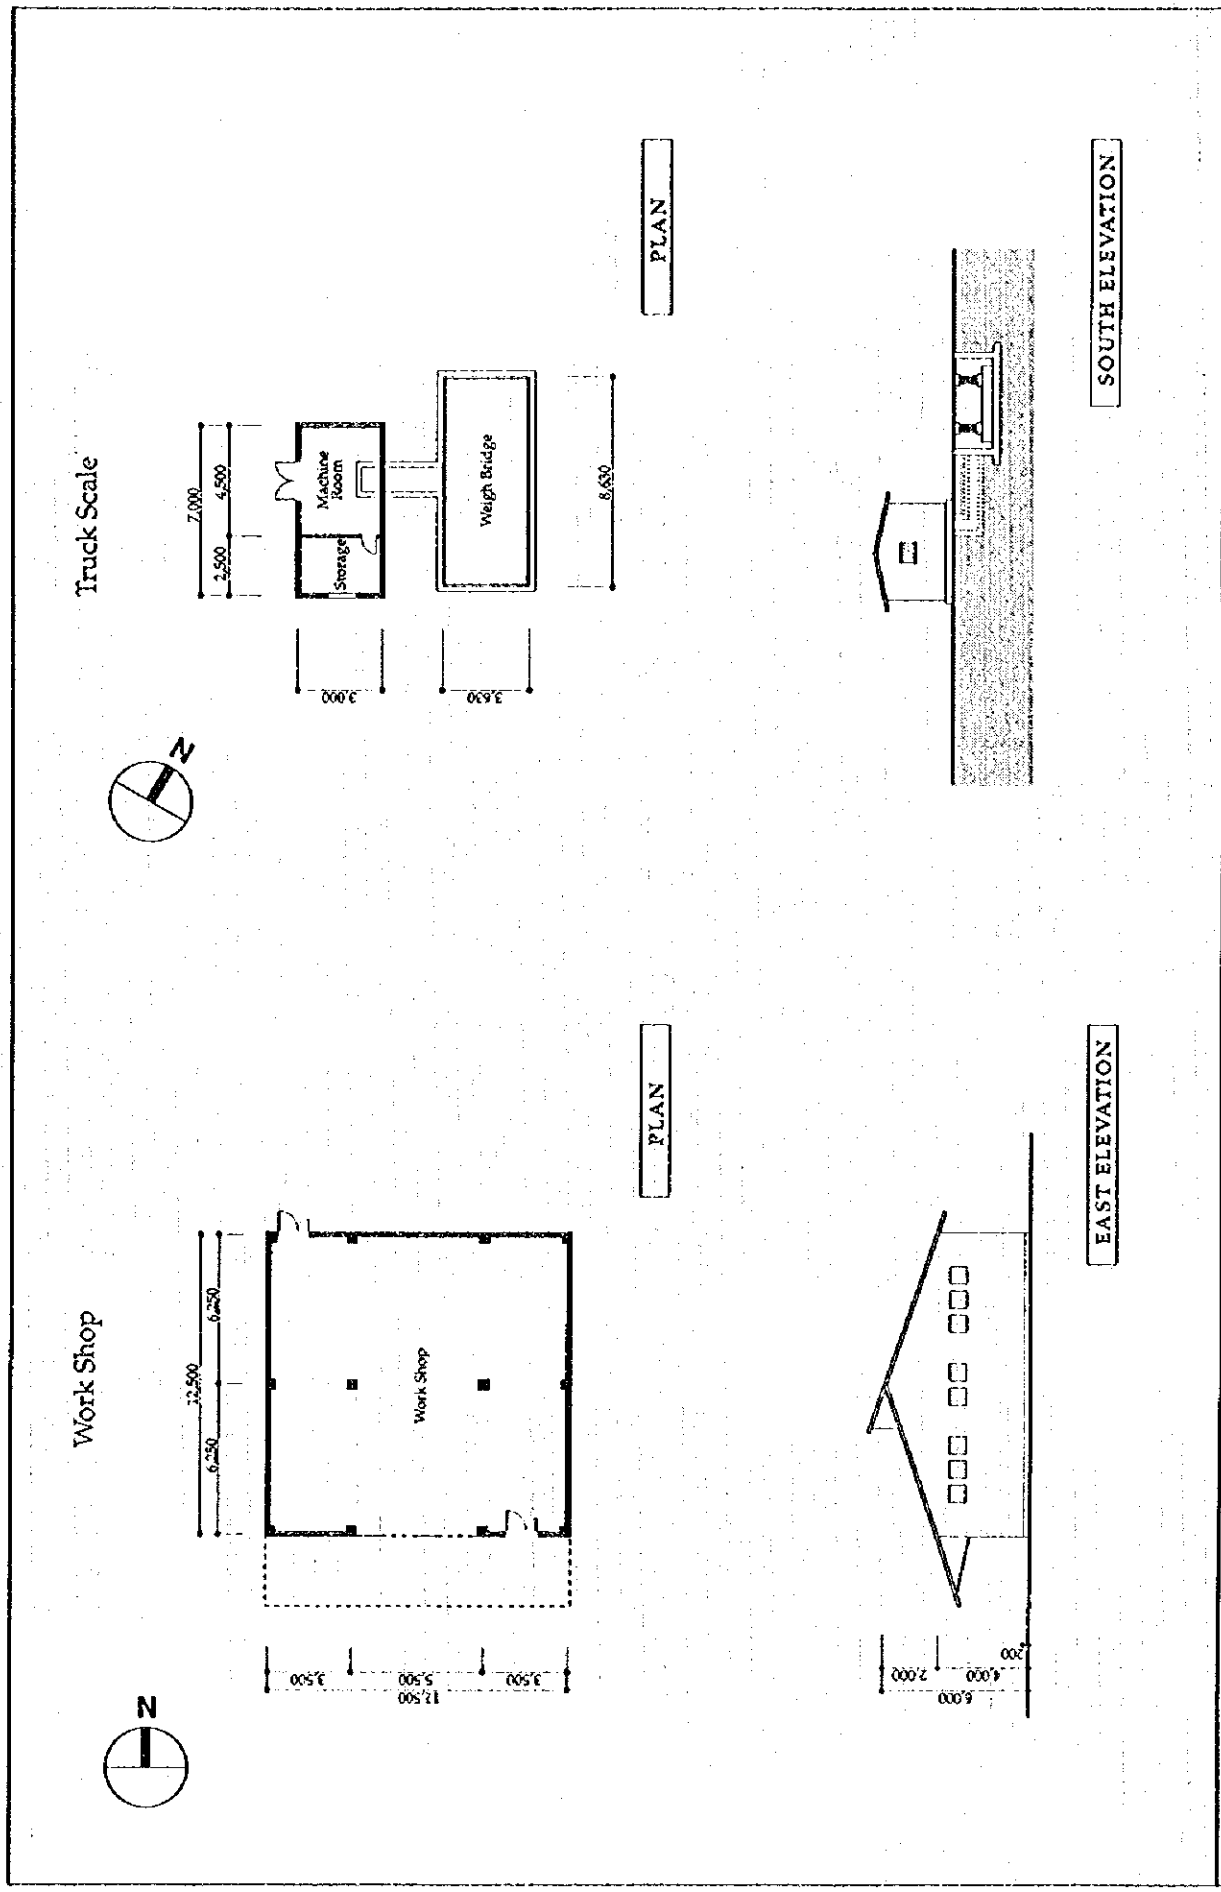 Work Shop
N
12,500
6,250
6,250
3,500
5,500
3,500
12,500
Work Shop
PLAN
6,000
2,000
4,000
200
EAST ELEVATION
Truck Scale
N
7,000
2,500
4,500
3,000
3,630
Storage
Machine
Room
Weigh Bridge
8,630
PLAN
SOUTH ELEVATION